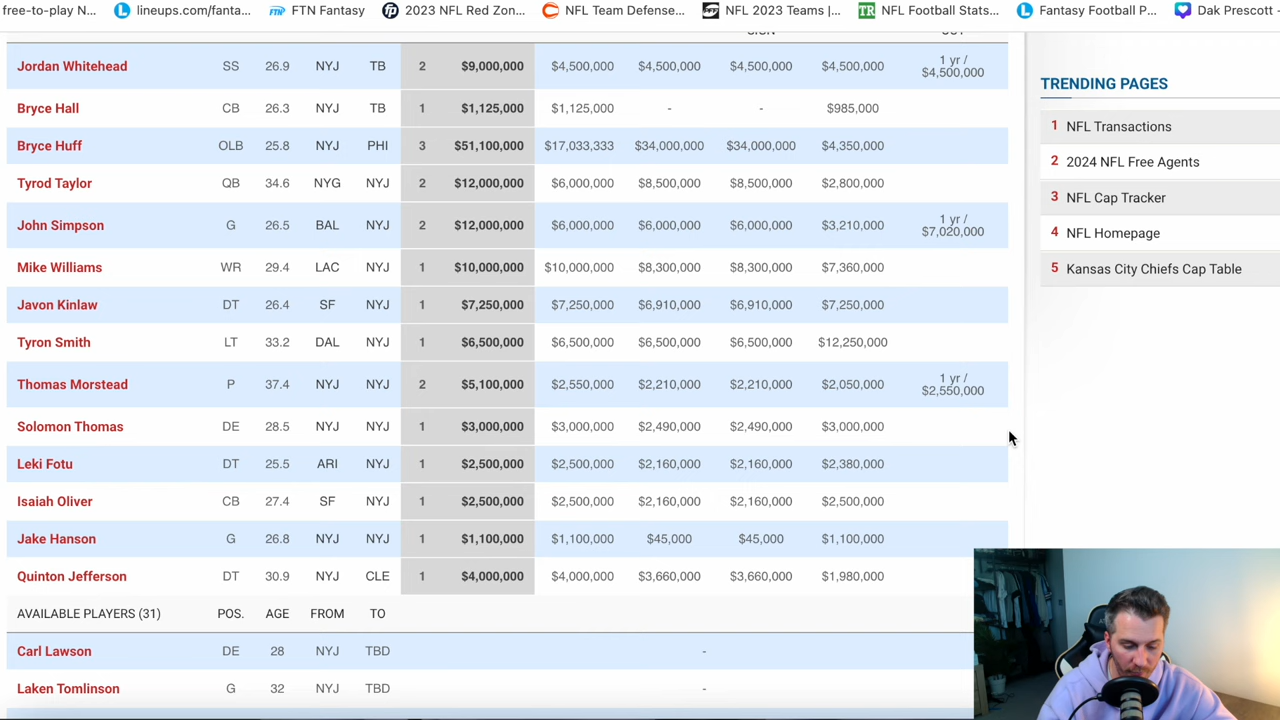 free-to-play N... lineups.com/fanta... FTN Fantasy 2023 NFL Red Zon... NFL Team Defense... NFL 2023 Teams |... NFL Football Stats... Fantasy Football P... Dak Prescott -
Jordan Whitehead SS 26.9 NYJ TB 2 $9,000,000 $4,500,000 $4,500,000 $4,500,000 $4,500,000 1 yr / $4,500,000
Bryce Hall CB 26.3 NYJ TB 1 $1,125,000 $1,125,000 - - $985,000
Bryce Huff OLB 25.8 NYJ PHI 3 $51,100,000 $17,033,333 $34,000,000 $34,000,000 $4,350,000
Tyrod Taylor QB 34.6 NYG NYJ 2 $12,000,000 $6,000,000 $8,500,000 $8,500,000 $2,800,000
John Simpson G 26.5 BAL NYJ 2 $12,000,000 $6,000,000 $6,000,000 $6,000,000 $3,210,000 1 yr / $7,020,000
Mike Williams WR 29.4 LAC NYJ 1 $10,000,000 $10,000,000 $8,300,000 $8,300,000 $7,360,000
Javon Kinlaw DT 26.4 SF NYJ 1 $7,250,000 $7,250,000 $6,910,000 $6,910,000 $7,250,000
Tyron Smith LT 33.2 DAL NYJ 1 $6,500,000 $6,500,000 $6,500,000 $6,500,000 $12,250,000
Thomas Morstead P 37.4 NYJ NYJ 2 $5,100,000 $2,550,000 $2,210,000 $2,210,000 $2,050,000 1 yr / $2,550,000
Solomon Thomas DE 28.5 NYJ NYJ 1 $3,000,000 $3,000,000 $2,490,000 $2,490,000 $3,000,000
Leki Fotu DT 25.5 ARI NYJ 1 $2,500,000 $2,500,000 $2,160,000 $2,160,000 $2,380,000
Isaiah Oliver CB 27.4 SF NYJ 1 $2,500,000 $2,500,000 $2,160,000 $2,160,000 $2,500,000
Jake Hanson G 26.8 NYJ NYJ 1 $1,100,000 $1,100,000 $45,000 $45,000 $1,100,000
Quinton Jefferson DT 30.9 NYJ CLE 1 $4,000,000 $4,000,000 $3,660,000 $3,660,000 $1,980,000
AVAILABLE PLAYERS (31) POS. AGE FROM TO
Carl Lawson DE 28 NYJ TBD -
Laken Tomlinson G 32 NYJ TBD -
TRENDING PAGES
1 NFL Transactions
2 2024 NFL Free Agents
3 NFL Cap Tracker
4 NFL Homepage
5 Kansas City Chiefs Cap Table